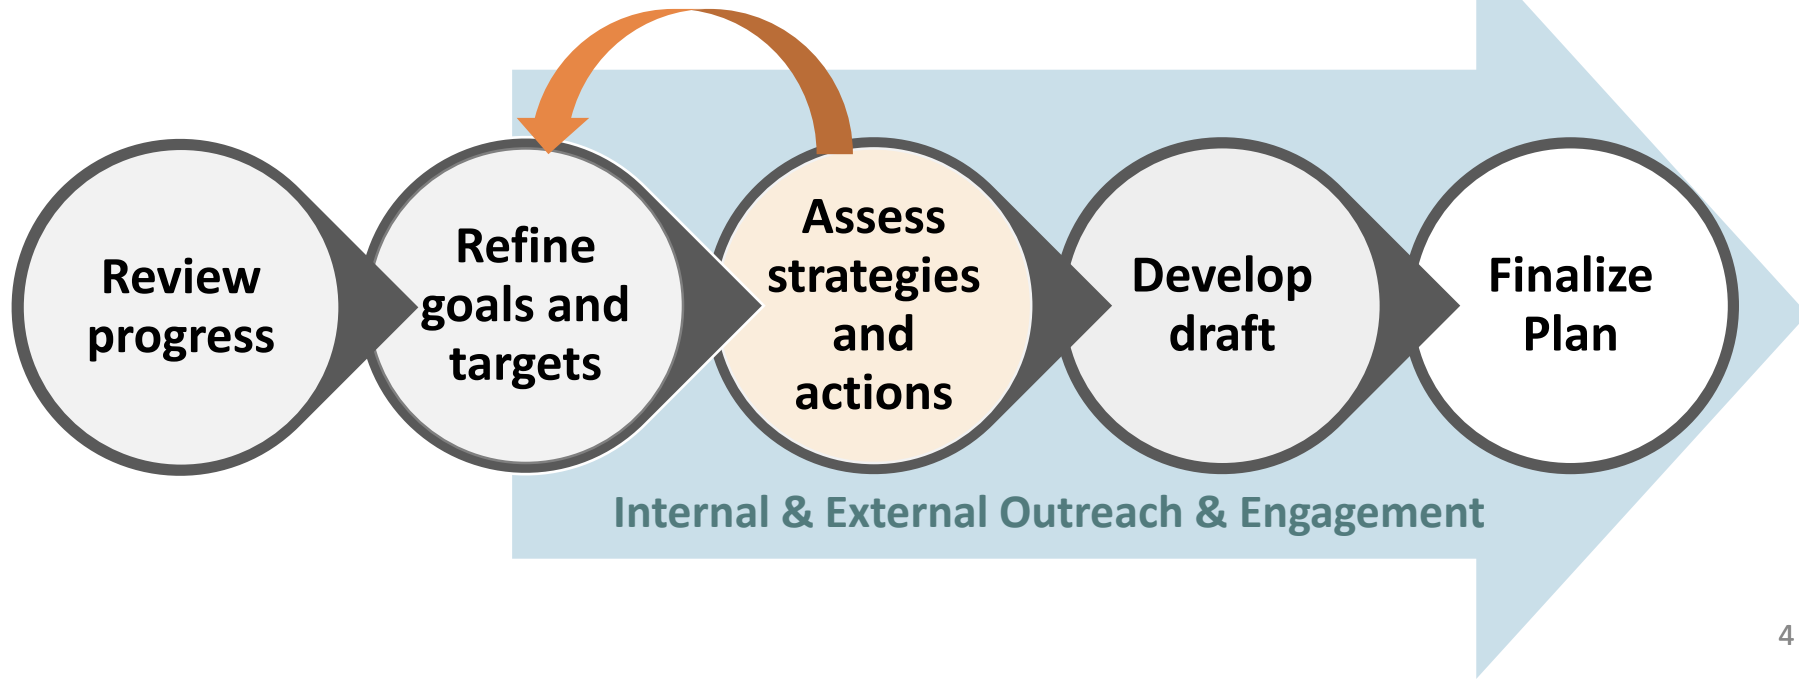 Review
progress
Refine
goals and
targets
Assess
strategies
and
actions
Develop
draft
Finalize
Plan
Internal & External Outreach & Engagement
4